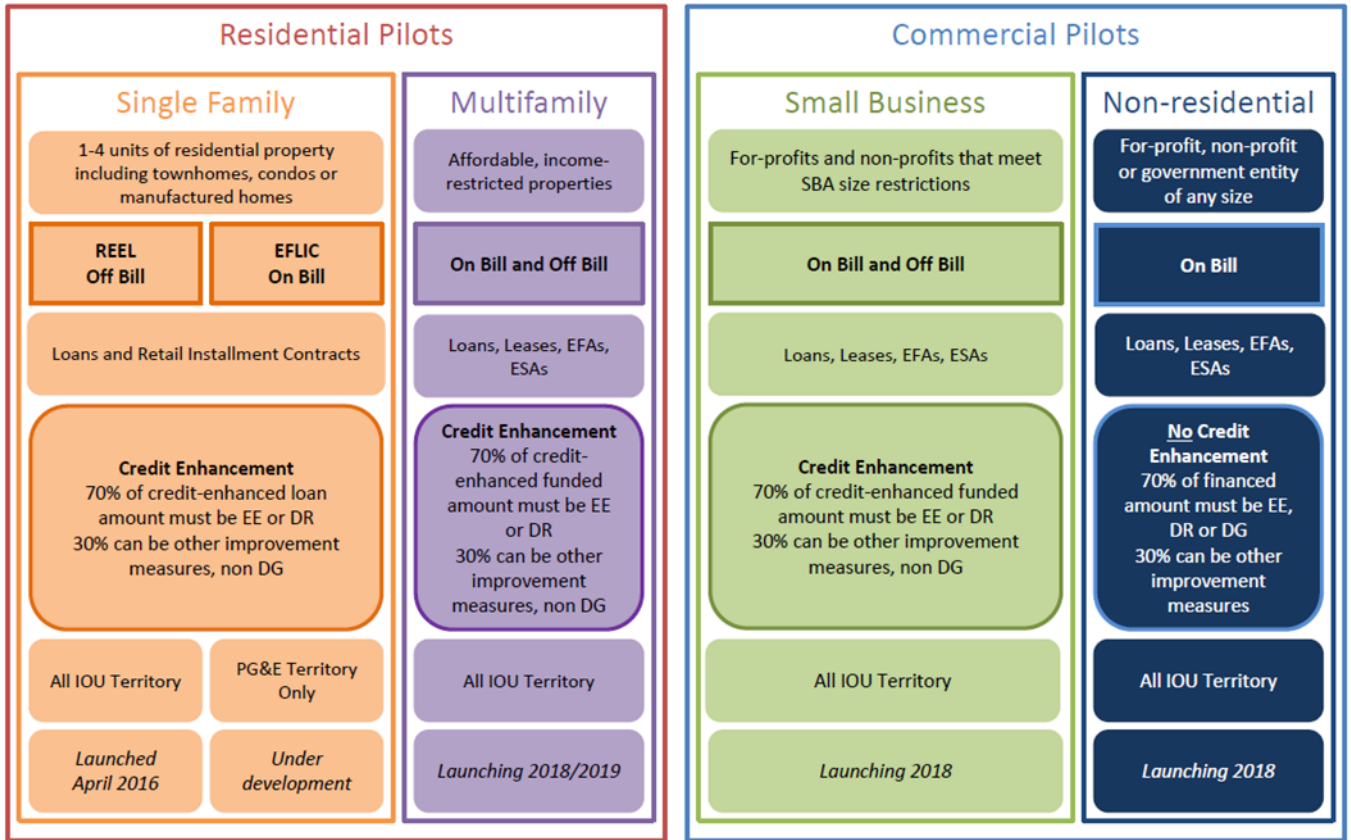 Residential Pilots
Single Family
1-4 units of residential property
including townhomes, condos or
manufactured homes
REEL
Off Bill
EFLIC
On Bill
Loans and Retail Installment Contracts
Credit Enhancement
70% of credit-enhanced loan
amount must be EE or DR
30% can be other improvement
measures, non DG
All IOU Territory
PG&E Territory
Only
Launched
April 2016
Under
development
Multifamily
Affordable, income-
restricted properties
On Bill and Off Bill
Loans, Leases, EFAs,
ESAs
Credit Enhancement
70% of credit-
enhanced funded
amount must be EE
or DR
30% can be other
improvement
measures, non DG
All IOU Territory
Launching 2018/2019
Commercial Pilots
Small Business
For-profits and non-profits that meet
SBA size restrictions
On Bill and Off Bill
Loans, Leases, EFAs, ESAs
Credit Enhancement
70% of credit-enhanced funded
amount must be EE or DR
30% can be other improvement
measures, non DG
All IOU Territory
Launching 2018
Non-residential
For-profit, non-profit
or government entity
of any size
On Bill
Loans, Leases, EFAs,
ESAs
No Credit
Enhancement
70% of financed
amount must be EE,
DR or DG
30% can be other
improvement
measures
All IOU Territory
Launching 2018